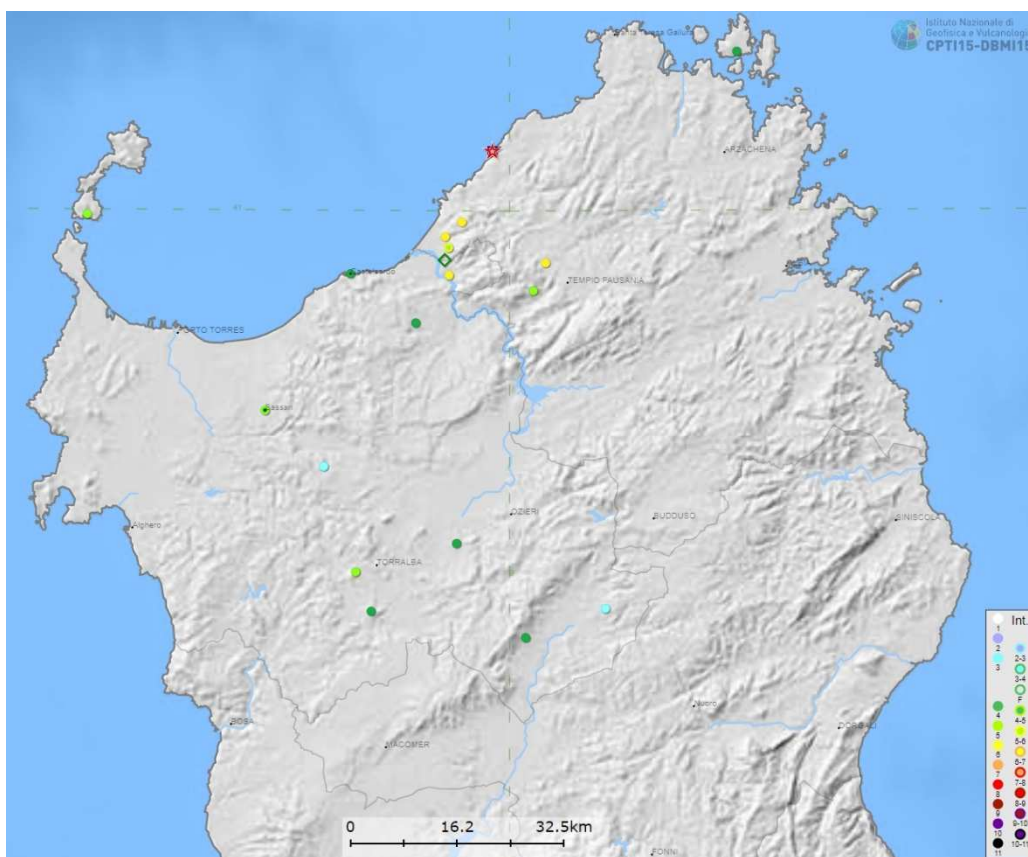 Istituto Nazionale di
Geofisica e Vulcanologia
CPTI15-DBMI15
ARZACHENA
41
Castelsardo
TEMPIO PAUSANIA
PORTO TORRES
Sassari
Alghero
OZIERI
BUDDUSO
SINISCOLA
TORRALBA
Nuoro
BOSA
DORGALI
MACOMER
FONNI
0 16.2 32.5km
Int.
1
2
3
2-3
3-4
F
4
4-5
5
5-6
6
6-7
7
7-8
8
8-9
9
9-10
10
10-11
11